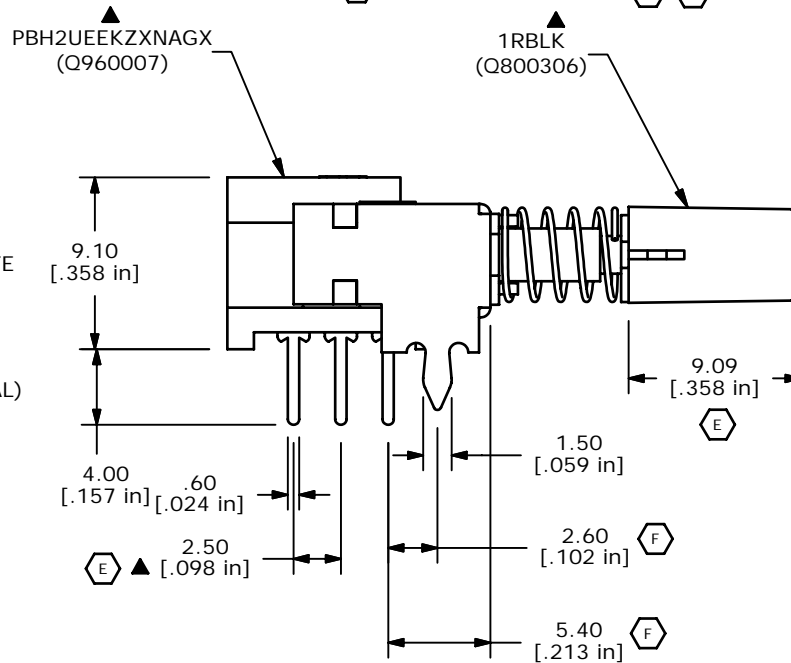 ▲
PBH2UEEKZXNAGX
(Q960007)
▲
1RBLK
(Q800306)
9.10
[.358 in]
E
AL)
9.09
[.358 in]
E
4.00
[.157 in]
.60
[.024 in]
1.50
[.059 in]
E ▲ 2.50
[.098 in]
2.60
[.102 in]
F
5.40
[.213 in]
F